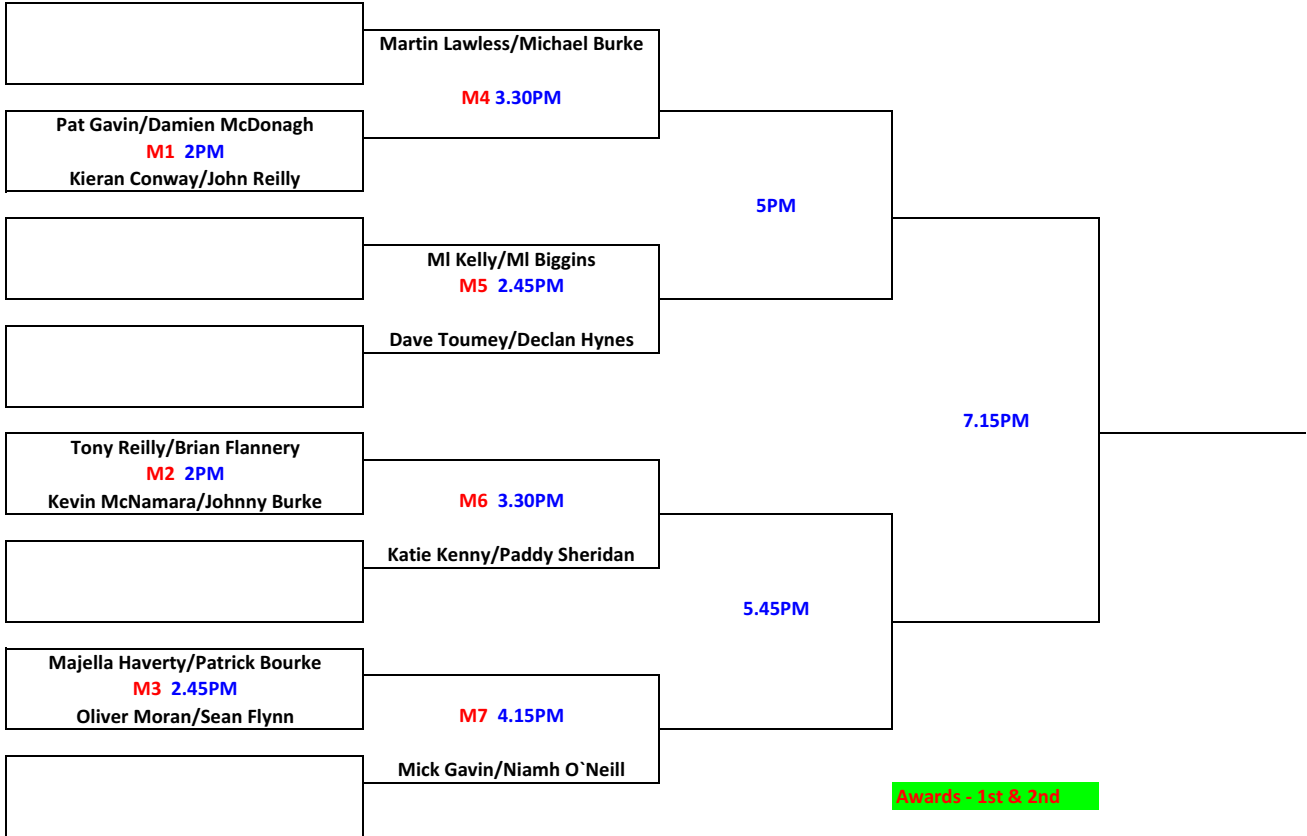 Martin Lawless/Michael Burke
M4 3.30PM
Pat Gavin/Damien McDonagh
M1 2PM
Kieran Conway/John Reilly
5PM
Ml Kelly/Ml Biggins
M5 2.45PM
Dave Toumey/Declan Hynes
7.15PM
Tony Reilly/Brian Flannery
M2 2PM
Kevin McNamara/Johnny Burke
M6 3.30PM
Katie Kenny/Paddy Sheridan
5.45PM
Majella Haverty/Patrick Bourke
M3 2.45PM
Oliver Moran/Sean Flynn
M7 4.15PM
Mick Gavin/Niamh O`Neill
Awards - 1st & 2nd